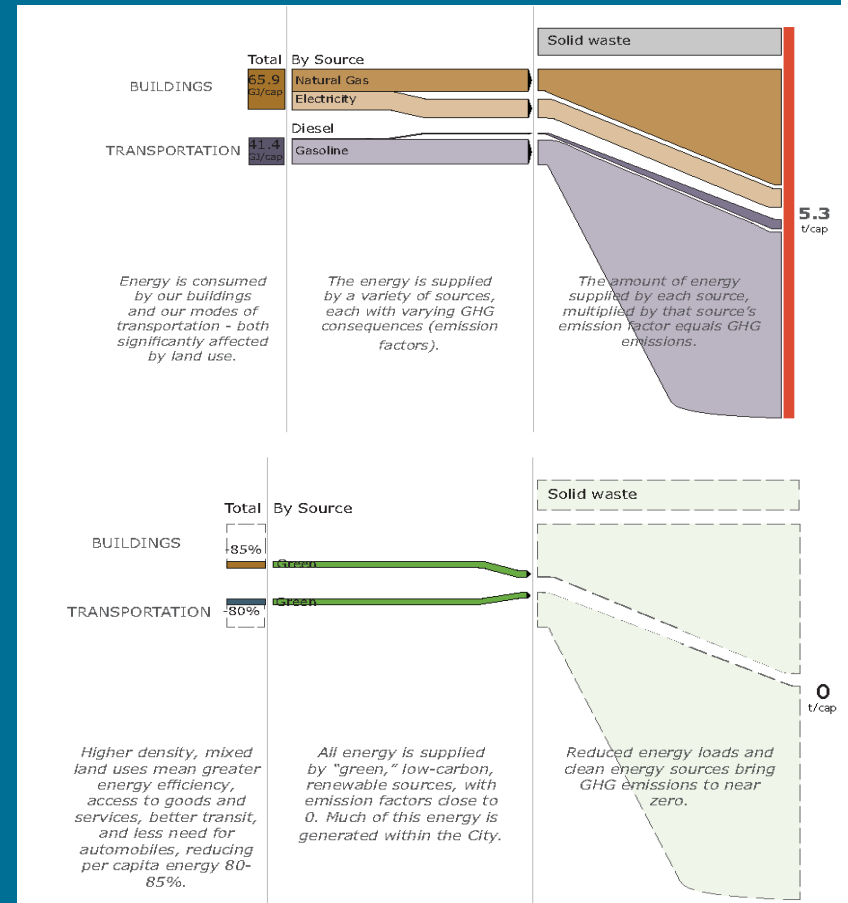 Solid waste
Total By Source
BUILDINGS
65.9
GJ/cap
Natural Gas
Electricity
Diesel
TRANSPORTATION
41.4
GJ/cap
Gasoline
5.3
t/cap
Energy is consumed
by our buildings
and our modes of
transportation - both
significantly affected
by land use.
The energy is supplied
by a variety of sources,
each with varying GHG
consequences (emission
factors).
The amount of energy
supplied by each source,
multiplied by that source's
emission factor equals GHG
emissions.
Solid waste
Total By Source
BUILDINGS
-85%
Green
TRANSPORTATION
-80%
Green
0
t/cap
Higher density, mixed
land uses mean greater
energy efficiency,
access to goods and
services, better transit,
and less need for
automobiles, reducing
per capita energy 80-
85%.
All energy is supplied
by “green,” low-carbon,
renewable sources, with
emission factors close to
0. Much of this energy is
generated within the City.
Reduced energy loads and
clean energy sources bring
GHG emissions to near
zero.